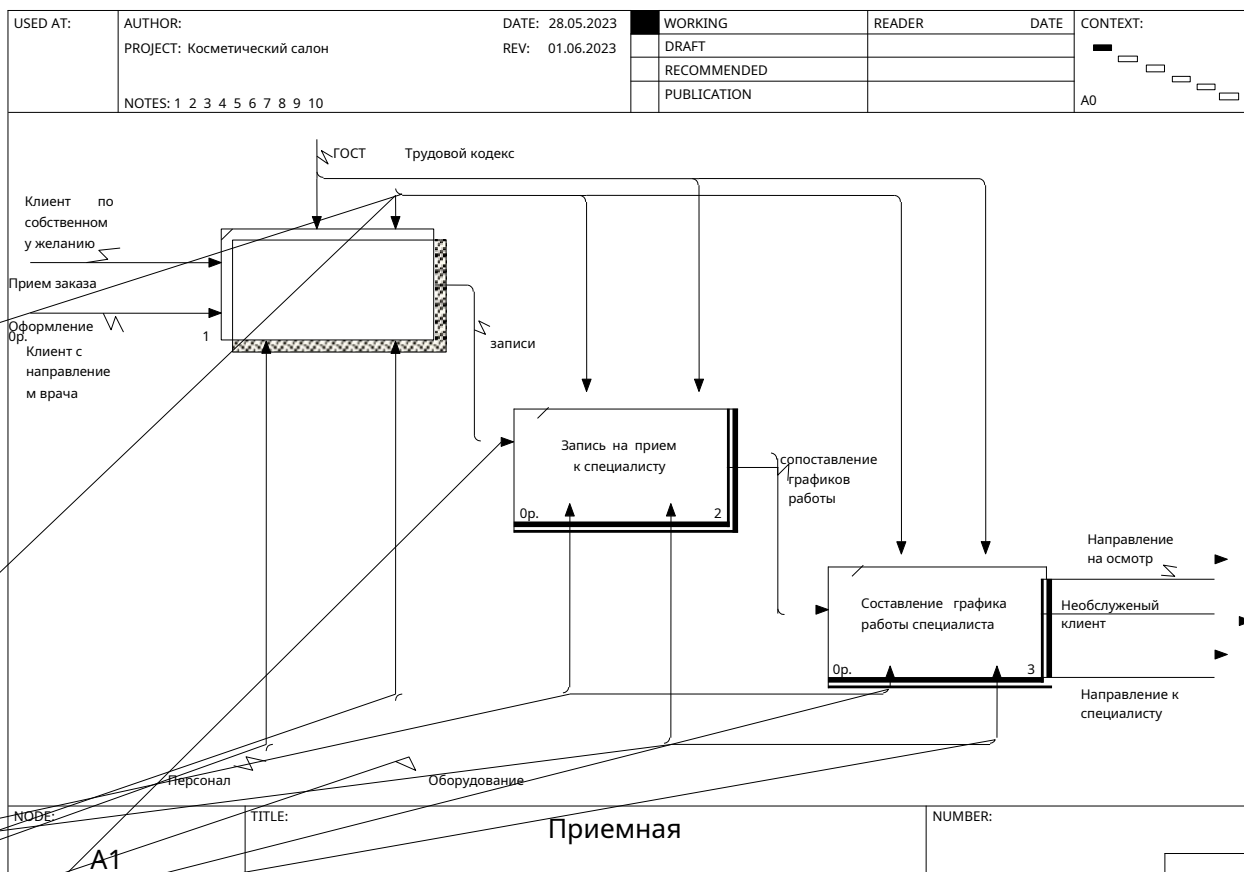 USED AT:
AUTHOR:
DATE: 28.05.2023
WORKING
READER
DATE
CONTEXT:
PROJECT: Косметический салон
REV: 01.06.2023
DRAFT
RECOMMENDED
PUBLICATION
NOTES: 1 2 3 4 5 6 7 8 9 10
A0
ГОСТ
Трудовой кодекс
Клиент по
собственном
у желанию
Прием заказа
Оформление
0р.
1
Клиент с
направление
м врача
записи
Запись на прием
к специалисту
0р.
2
сопоставление
графиков
работы
Направление
на осмотр
Составление графика
работы специалиста
0р.
3
Необслуженый
клиент
Направление к
специалисту
Персонал
Оборудование
NODE:
TITLE:
NUMBER:
A1
Приемная